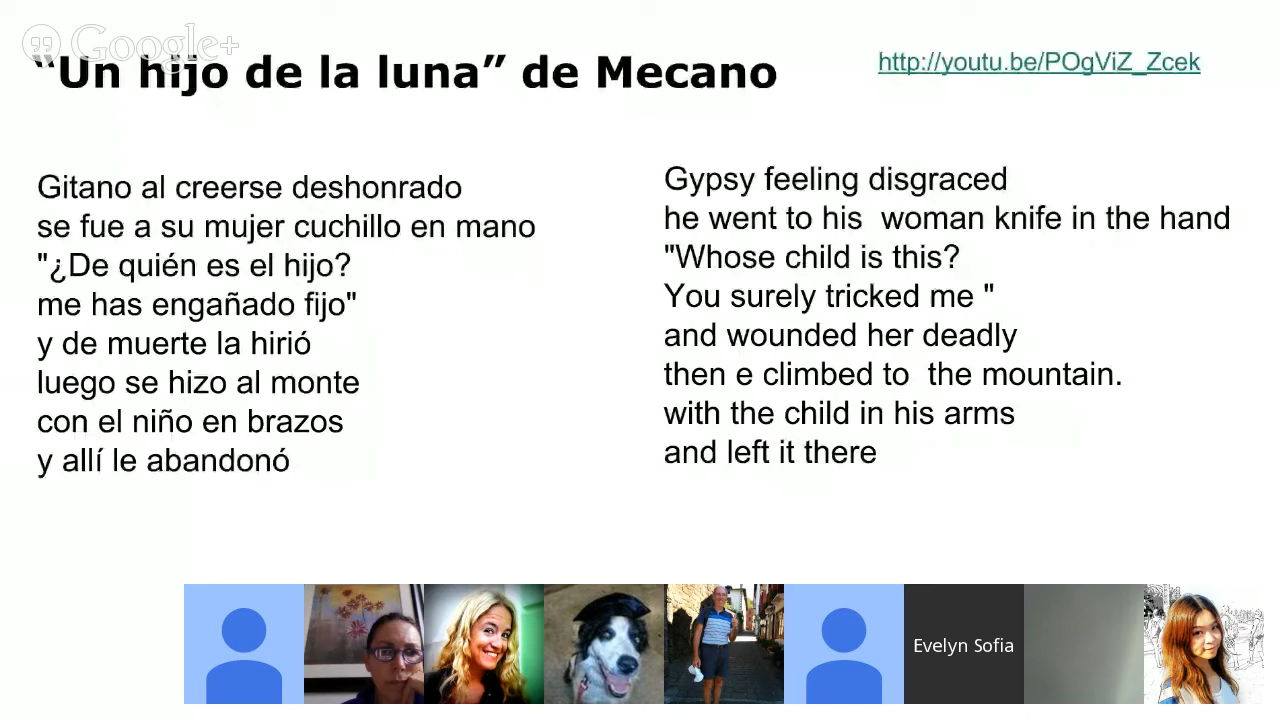 Google+
“Un hijo de la luna” de Mecano
http://youtu.be/POgViZ_Zcek
Gitano al creerse deshonrado
se fue a su mujer cuchillo en mano
"¿De quién es el hijo?
me has engañado fijo"
y de muerte la hirió
luego se hizo al monte
con el niño en brazos
y allí le abandonó
Gypsy feeling disgraced
he went to his  woman knife in the hand
"Whose child is this?
You surely tricked me "
and wounded her deadly
then e climbed to  the mountain.
with the child in his arms
and left it there
Evelyn Sofia